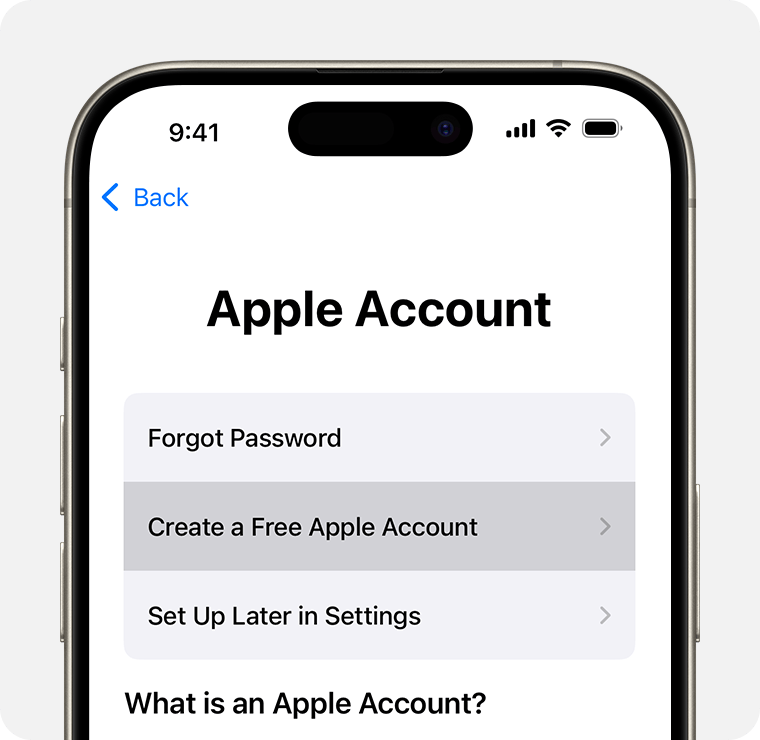 9:41
Back
Apple Account
Forgot Password
Create a Free Apple Account
Set Up Later in Settings
What is an Apple Account?